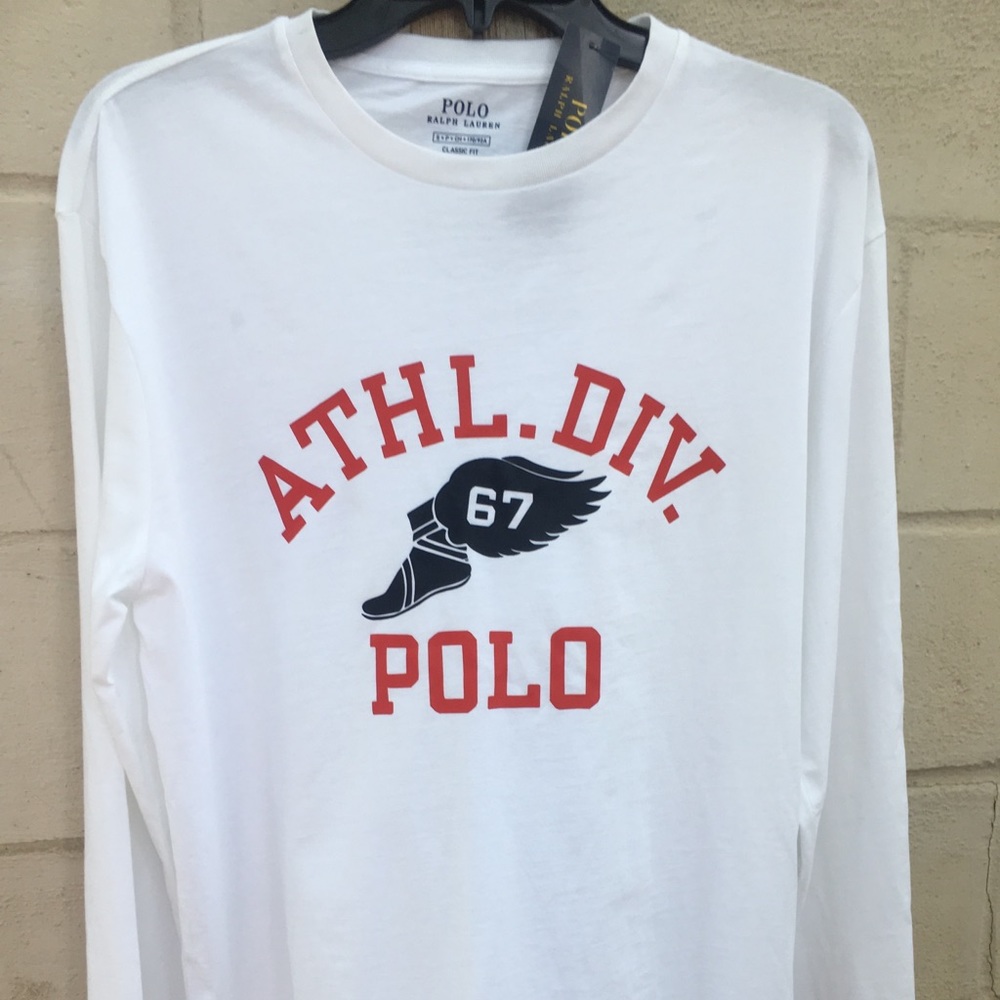 POLO
RALPH LAUREN
CLASSIC FIT
ATHL. DIV.
67
POLO